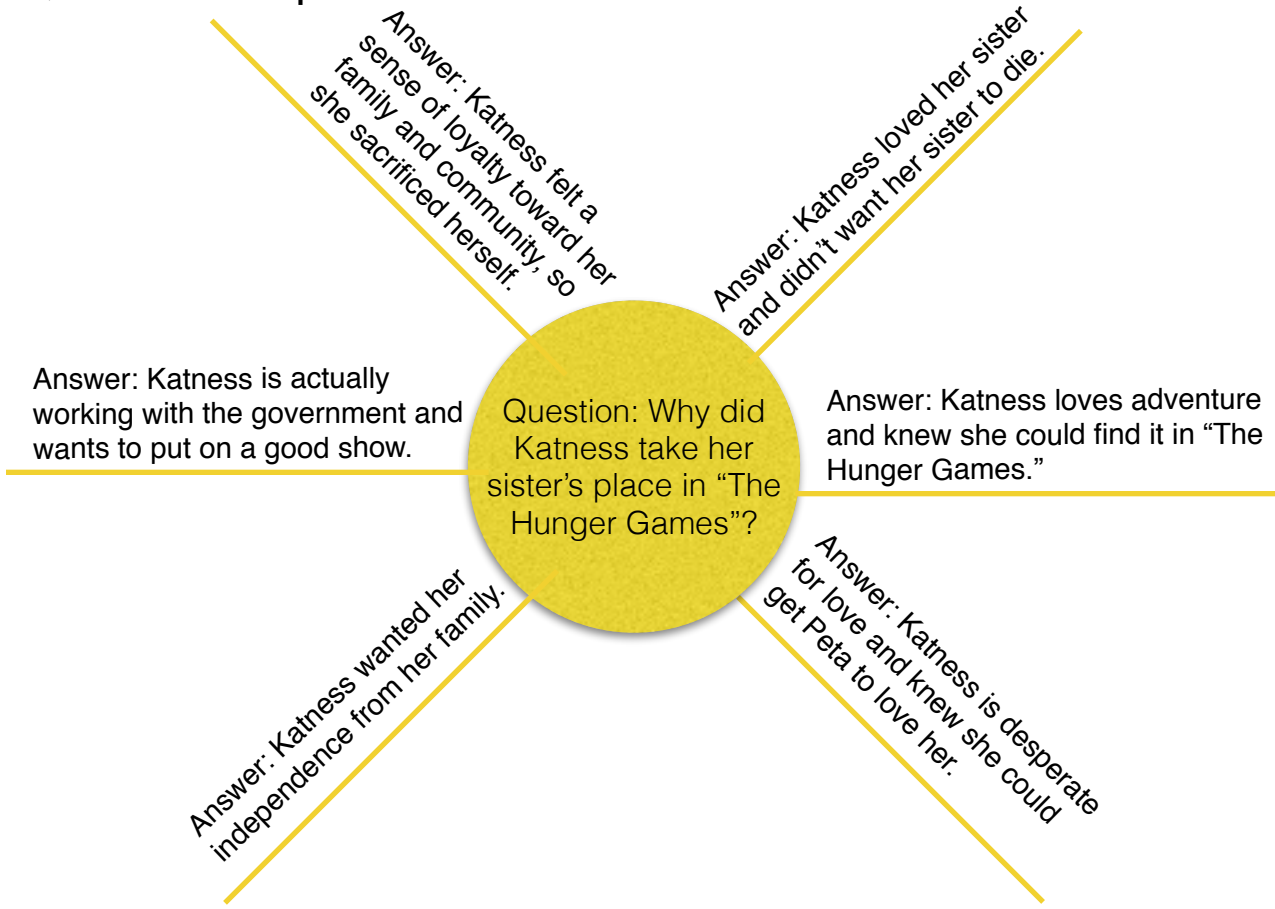 Answer: Katness felt a
sense of loyalty toward her
family and community, so
she sacrificed herself.
Answer: Katness loved her sister
and didn’t want her sister to die.
Answer: Katness is actually
working with the government and
wants to put on a good show.
Question: Why did
Katness take her
sister’s place in “The
Hunger Games”?
Answer: Katness loves adventure
and knew she could find it in “The
Hunger Games.”
Answer: Katness wanted her
independence from her family.
Answer: Katness is desperate
for love and knew she could
get Peta to love her.